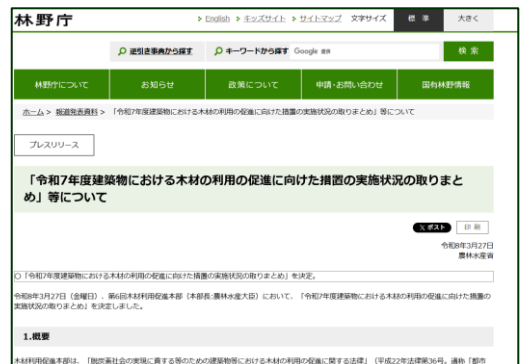 林野庁
> English > キッズサイト > サイトマップ 文字サイズ 標準 大きく
逆引き事典から探す キーワードから探す Google 検索
林野庁について お知らせ 政策について 申請・お問い合わせ 国有林野情報
ホーム > 報道発表資料 > 「令和7年度建築物における木材の利用の促進に向けた措置の実施状況の取りまとめ」等について
プレスリリース
「令和7年度建築物における木材の利用の促進に向けた措置の実施状況の取りまと
め」等について
X ポスト 印刷
令和8年3月27日
農林水産省
○「令和7年度建築物における木材の利用の促進に向けた措置の実施状況の取りまとめ」を決定。
令和8年3月27日（金曜日）、第6回木材利用促進本部（本部長:農林水産大臣）において、「令和7年度建築物における木材の利用の促進に向けた措置の
実施状況の取りまとめ」を決定しました。
1.概要
木材利用促進本部は、「脱炭素社会の実現に資する等のための建築物等における木材の利用の促進に関する法律」（平成22年法律第36号。通称「都市